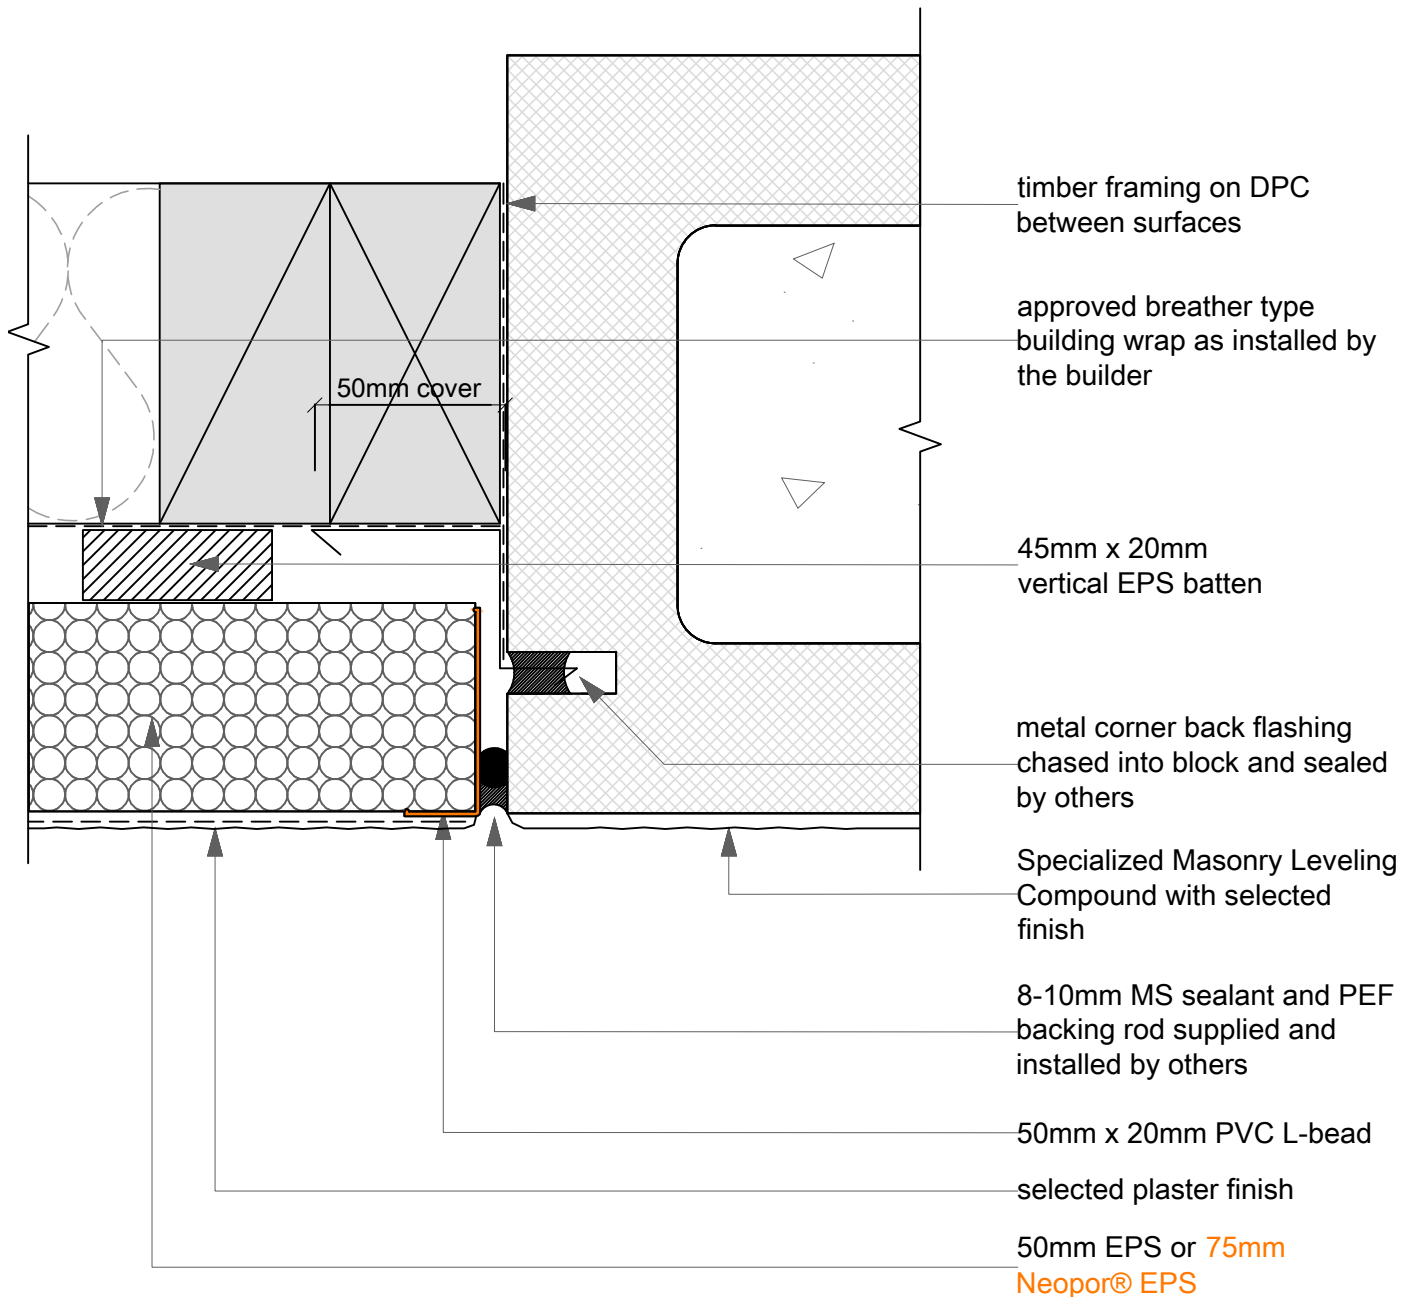 timber framing on DPC
between surfaces
approved breather type
building wrap as installed by
the builder
50mm cover
45mm x 20mm
vertical EPS batten
metal corner back flashing
chased into block and sealed
by others
Specialized Masonry Leveling
Compound with selected
finish
8-10mm MS sealant and PEF
backing rod supplied and
installed by others
50mm x 20mm PVC L-bead
selected plaster finish
50mm EPS or 75mm
Neopor® EPS